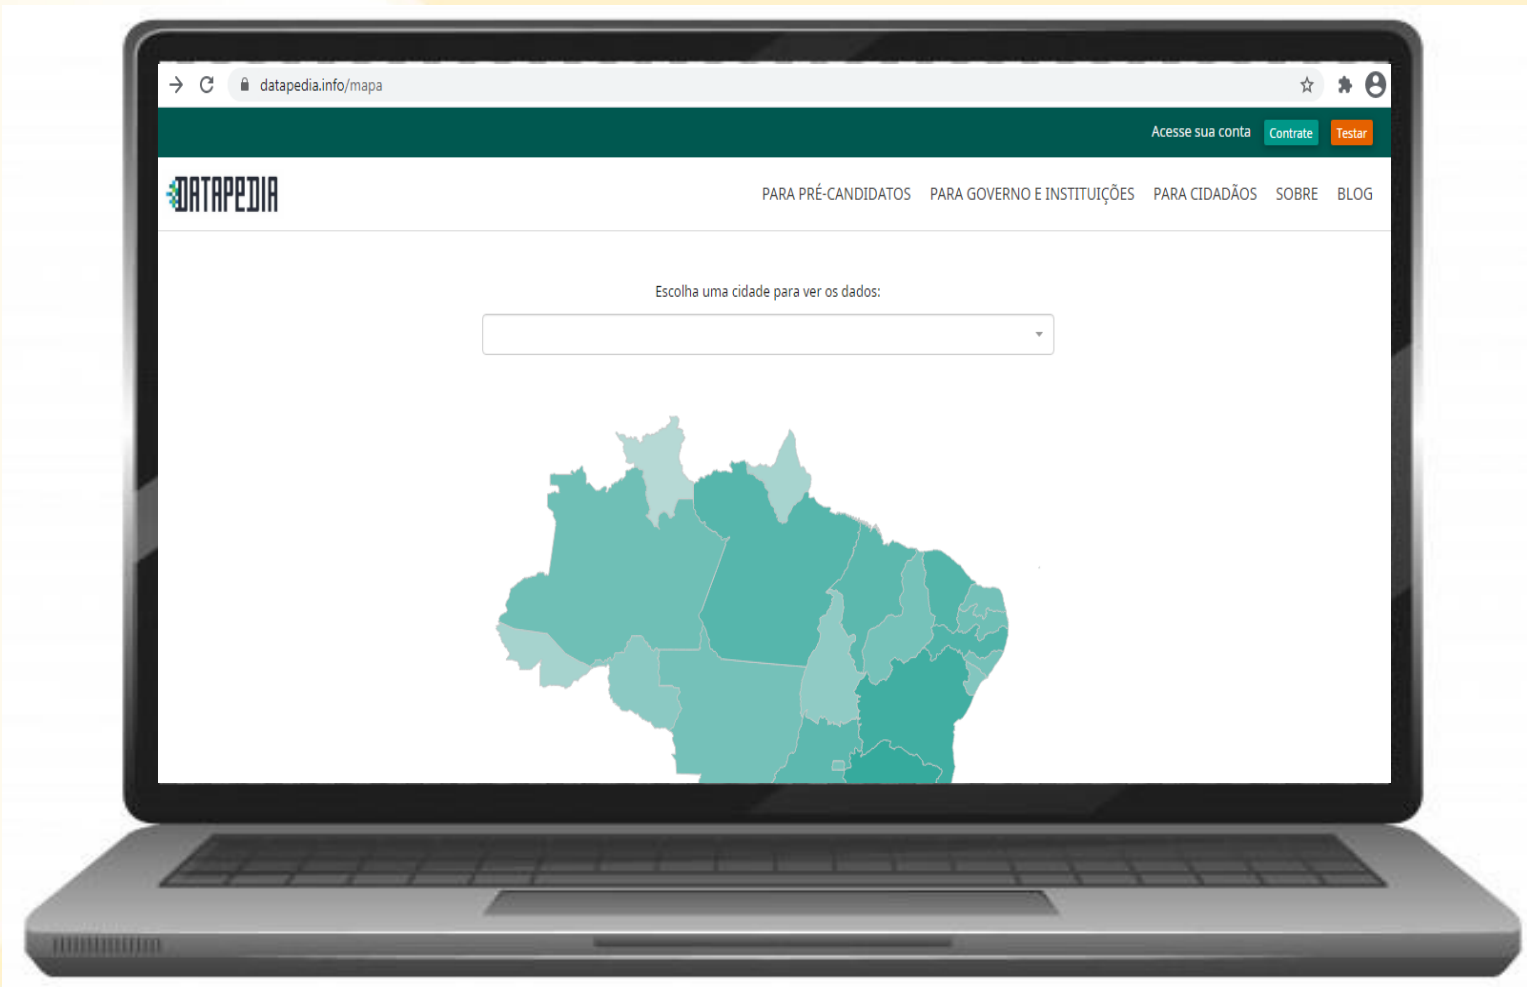 datapedia.info/mapa
Acesse sua conta Contrate Testar
DATAPEDIA PARA PRÉ-CANDIDATOS PARA GOVERNO E INSTITUIÇÕES PARA CIDADÃOS SOBRE BLOG
Escolha uma cidade para ver os dados: